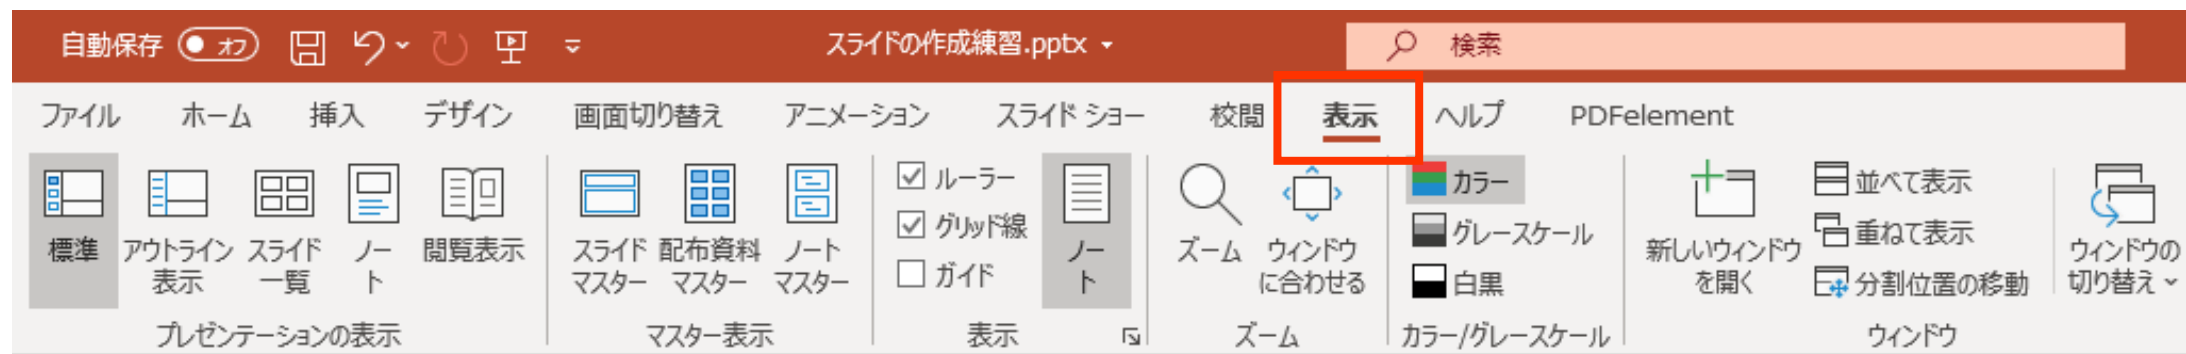 自動保存 オフ スライドの作成練習.pptx 検索
ファイル ホーム 挿入 デザイン 画面切り替え アニメーション スライド ショー 校閲 表示 ヘルプ PDFelement
標準
アウトライン
表示
スライド
一覧
ノー
ト
閲覧表示
プレゼンテーションの表示
スライド
マスター
配布資料
マスター
ノート
マスター
マスター表示
ルーラー
グリッド線
ガイド
ノー
ト
表示
ズーム
ウィンドウ
に合わせる
ズーム
カラー
グレースケール
白黒
カラー/グレースケール
新しいウィンドウ
を開く
並べて表示
重ねて表示
分割位置の移動
ウィンドウの
切り替え
ウィンドウ